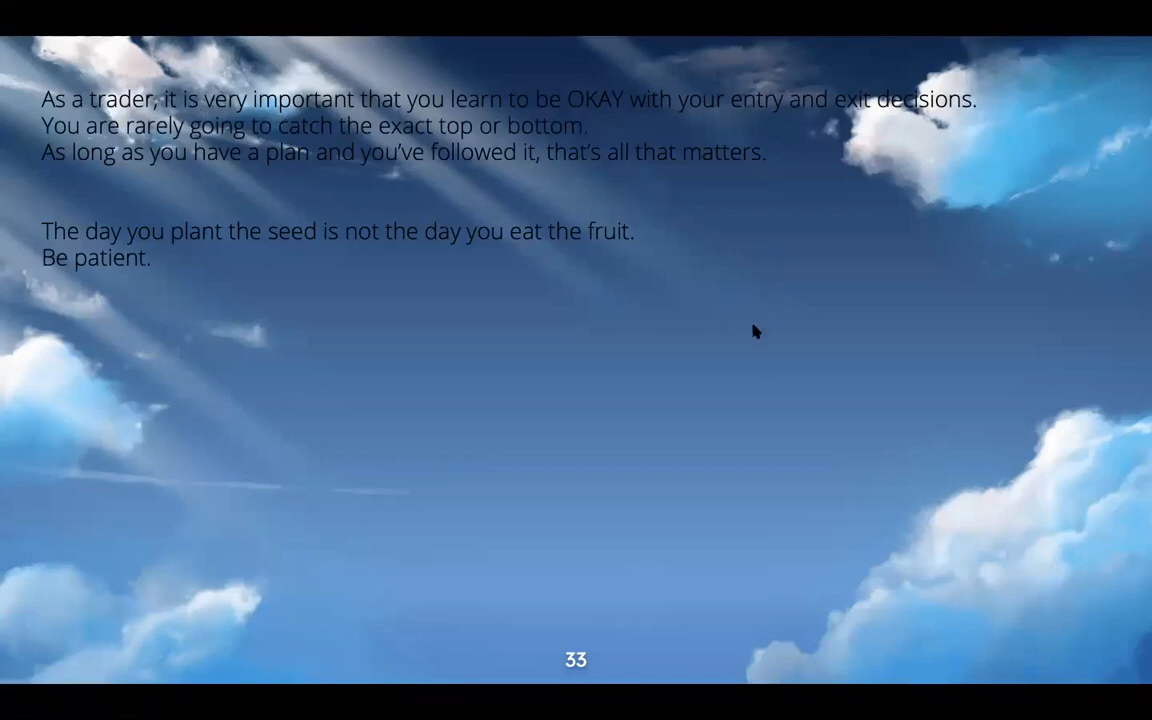 As a trader, it is very important that you learn to be OKAY with your entry and exit decisions.
You are rarely going to catch the exact top or bottom.
As long as you have a plan and you’ve followed it, that’s all that matters.
The day you plant the seed is not the day you eat the fruit.
Be patient.
33